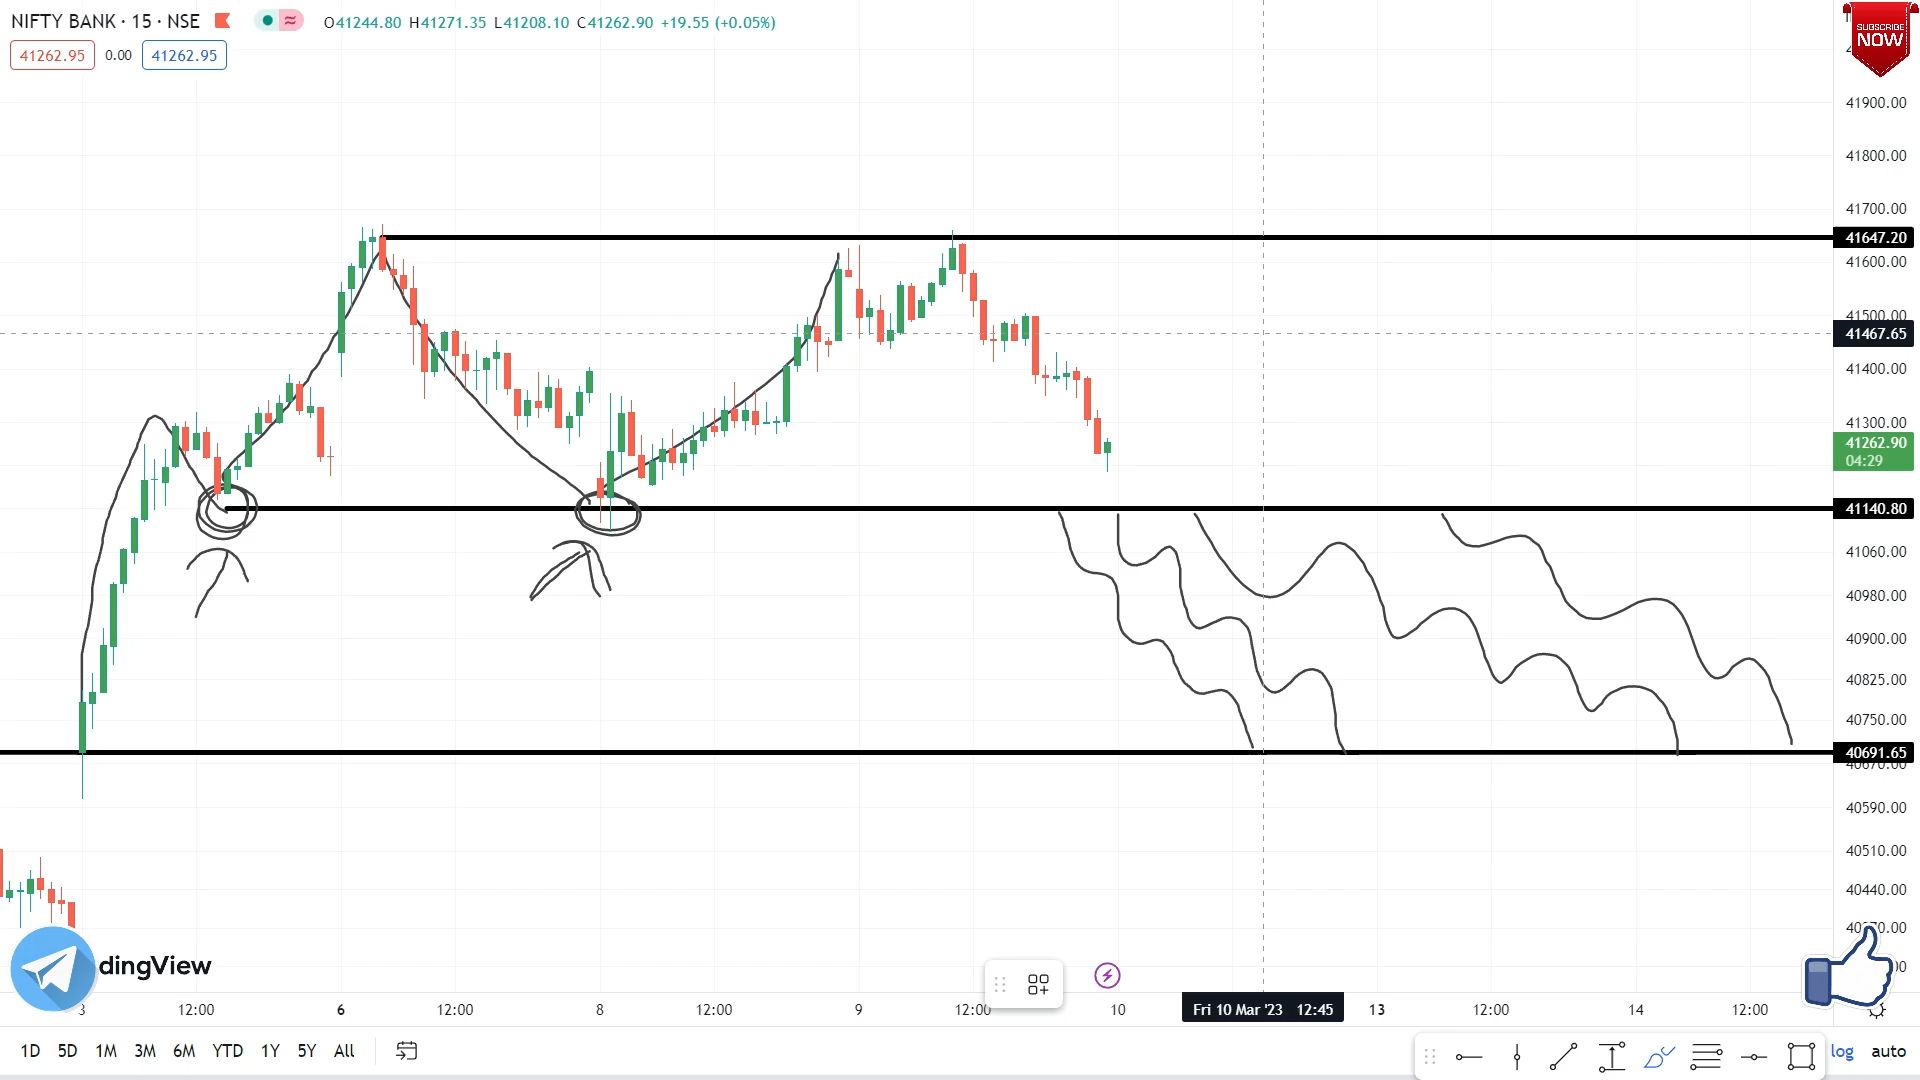 NIFTY BANK · 15 · NSE
O41244.80 H41271.35 L41208.10 C41262.90 +19.55 (+0.05%)
41262.95 0.00 41262.95
SUBSCRIBE
NOW
41900.00
41800.00
41700.00
41647.20
41600.00
41500.00
41467.65
41400.00
41300.00
41262.90
04:29
41140.80
41060.00
40980.00
40900.00
40825.00
40750.00
40691.65
40670.00
40590.00
40510.00
40440.00
dingView
3 12:00 6 12:00 8 12:00 9 12:00 10 Fri 10 Mar '23 12:45 13 12:00 14 12:00
1D 5D 1M 3M 6M YTD 1Y 5Y All
log auto